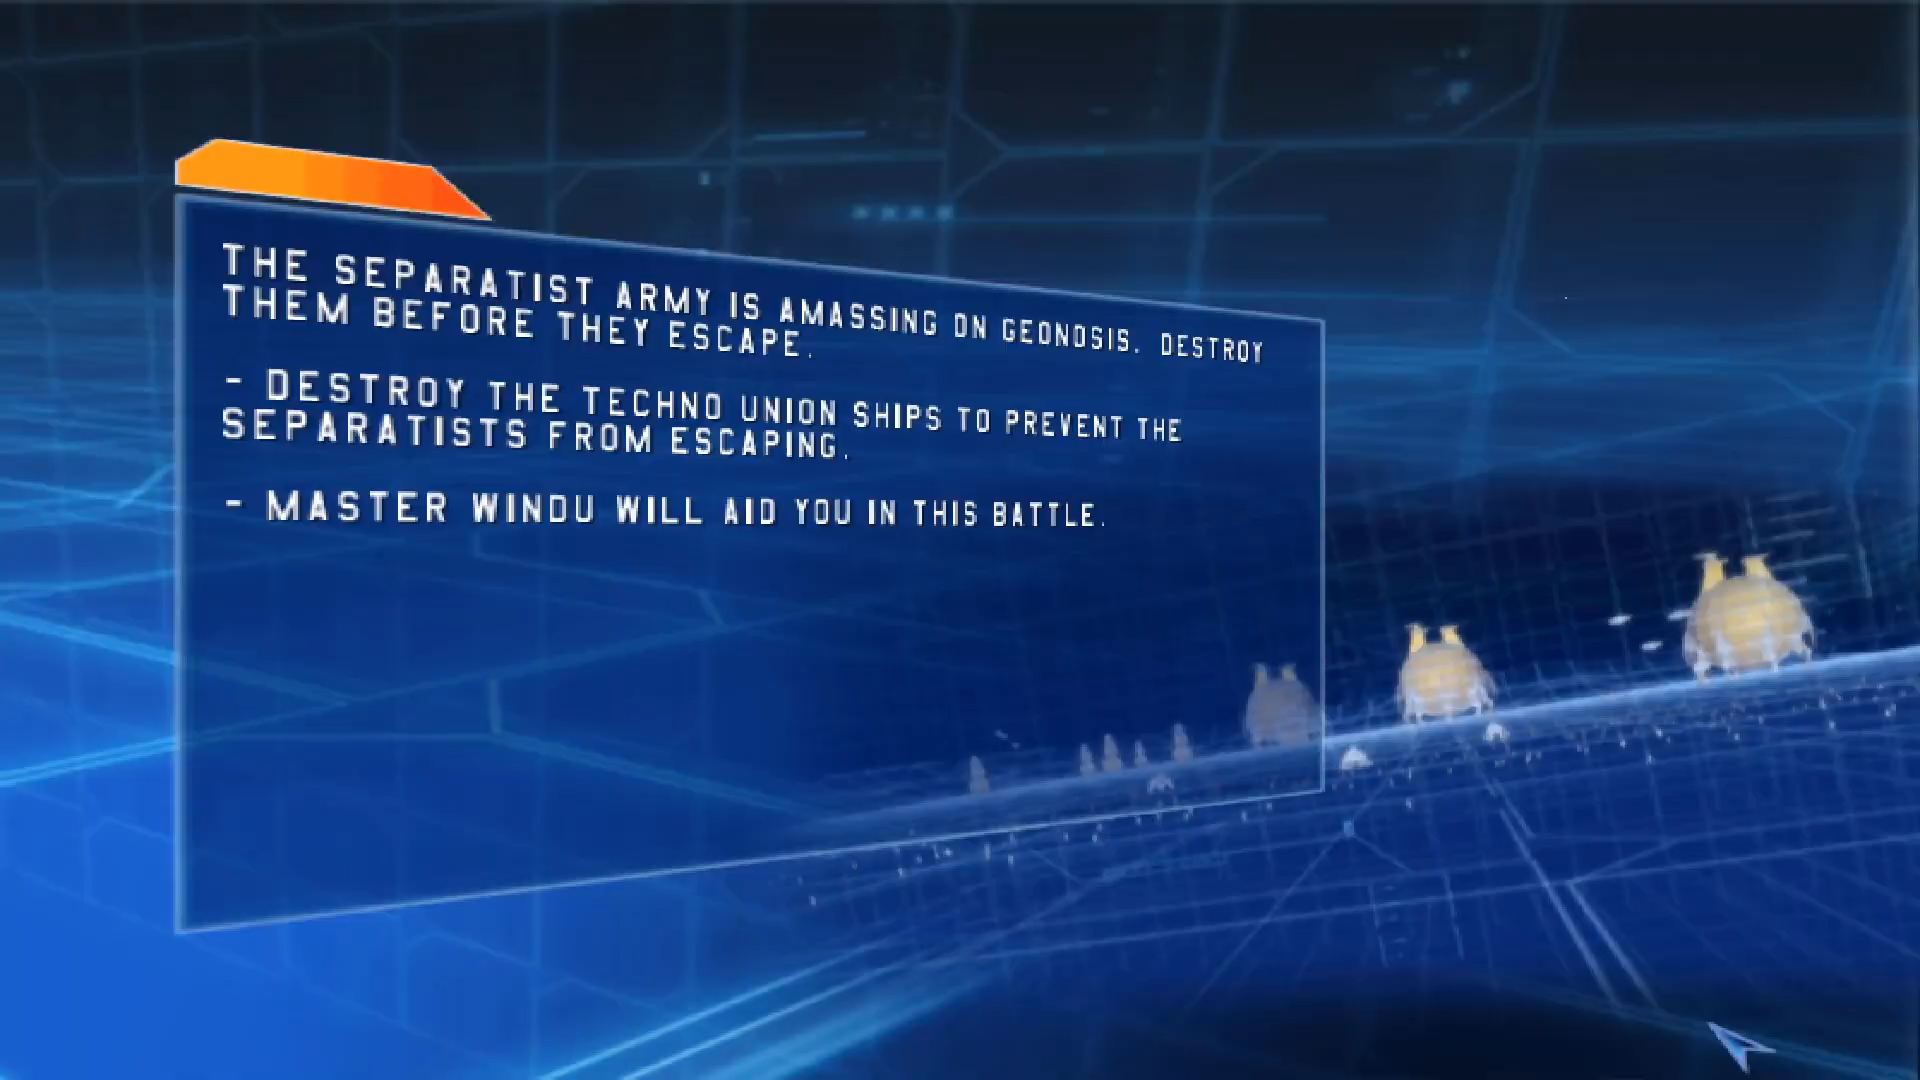 THE SEPARATIST ARMY IS AMASSING ON GEONOSIS. DESTROY
THEM BEFORE THEY ESCAPE.
- DESTROY THE TECHNO UNION SHIPS TO PREVENT THE
SEPARATISTS FROM ESCAPING.
- MASTER WINDU WILL AID YOU IN THIS BATTLE.